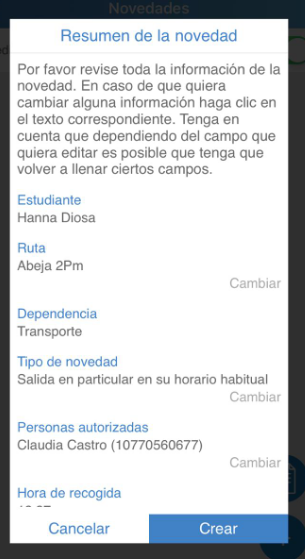 Novedades
Resumen de la novedad
Por favor revise toda la información de la
novedad. En caso de que quiera
cambiar alguna información haga clic en
el texto correspondiente. Tenga en
cuenta que dependiendo del campo que
quiera editar es posible que tenga que
volver a llenar ciertos campos.
Estudiante
Hanna Diosa
Ruta
Abeja 2Pm
Cambiar
Dependencia
Transporte
Tipo de novedad
Salida en particular en su horario habitual
Cambiar
Personas autorizadas
Claudia Castro (10770560677)
Cambiar
Hora de recogida
Cancelar
Crear